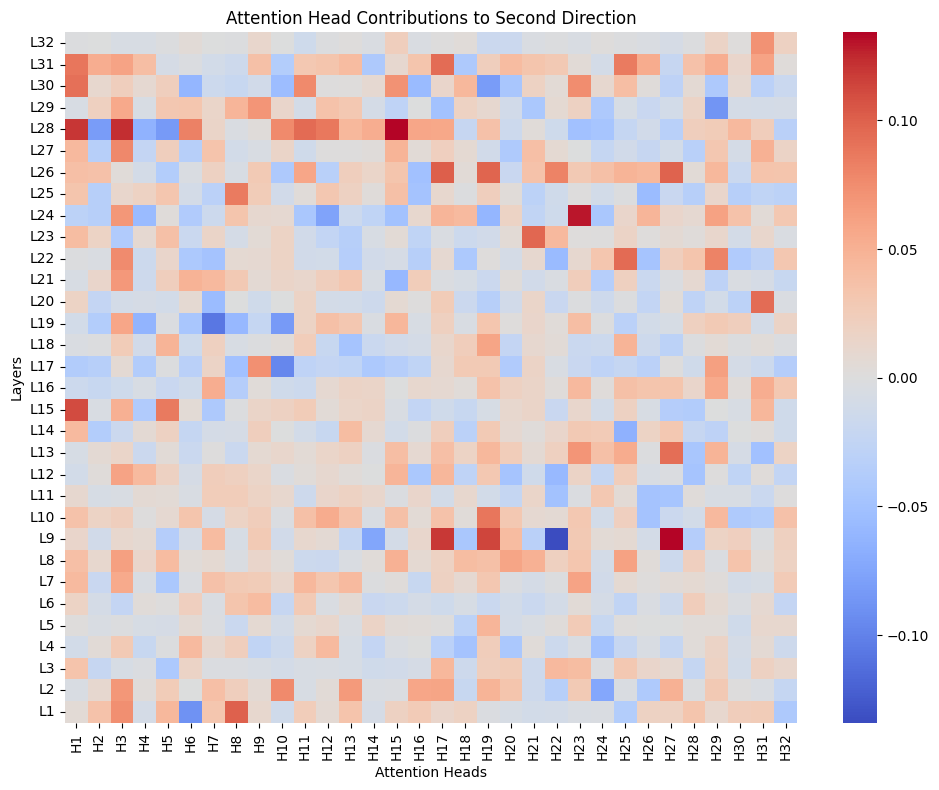 Attention Head Contributions to Second Direction
Layers
L32
L31
L30
L29
L28
L27
L26
L25
L24
L23
L22
L21
L20
L19
L18
L17
L16
L15
L14
L13
L12
L11
L10
L9
L8
L7
L6
L5
L4
L3
L2
L1
H1 H2 H3 H4 H5 H6 H7 H8 H9 H10 H11 H12 H13 H14 H15 H16 H17 H18 H19 H20 H21 H22 H23 H24 H25 H26 H27 H28 H29 H30 H31 H32
Attention Heads
0.10
0.05
0.00
−0.05
−0.10